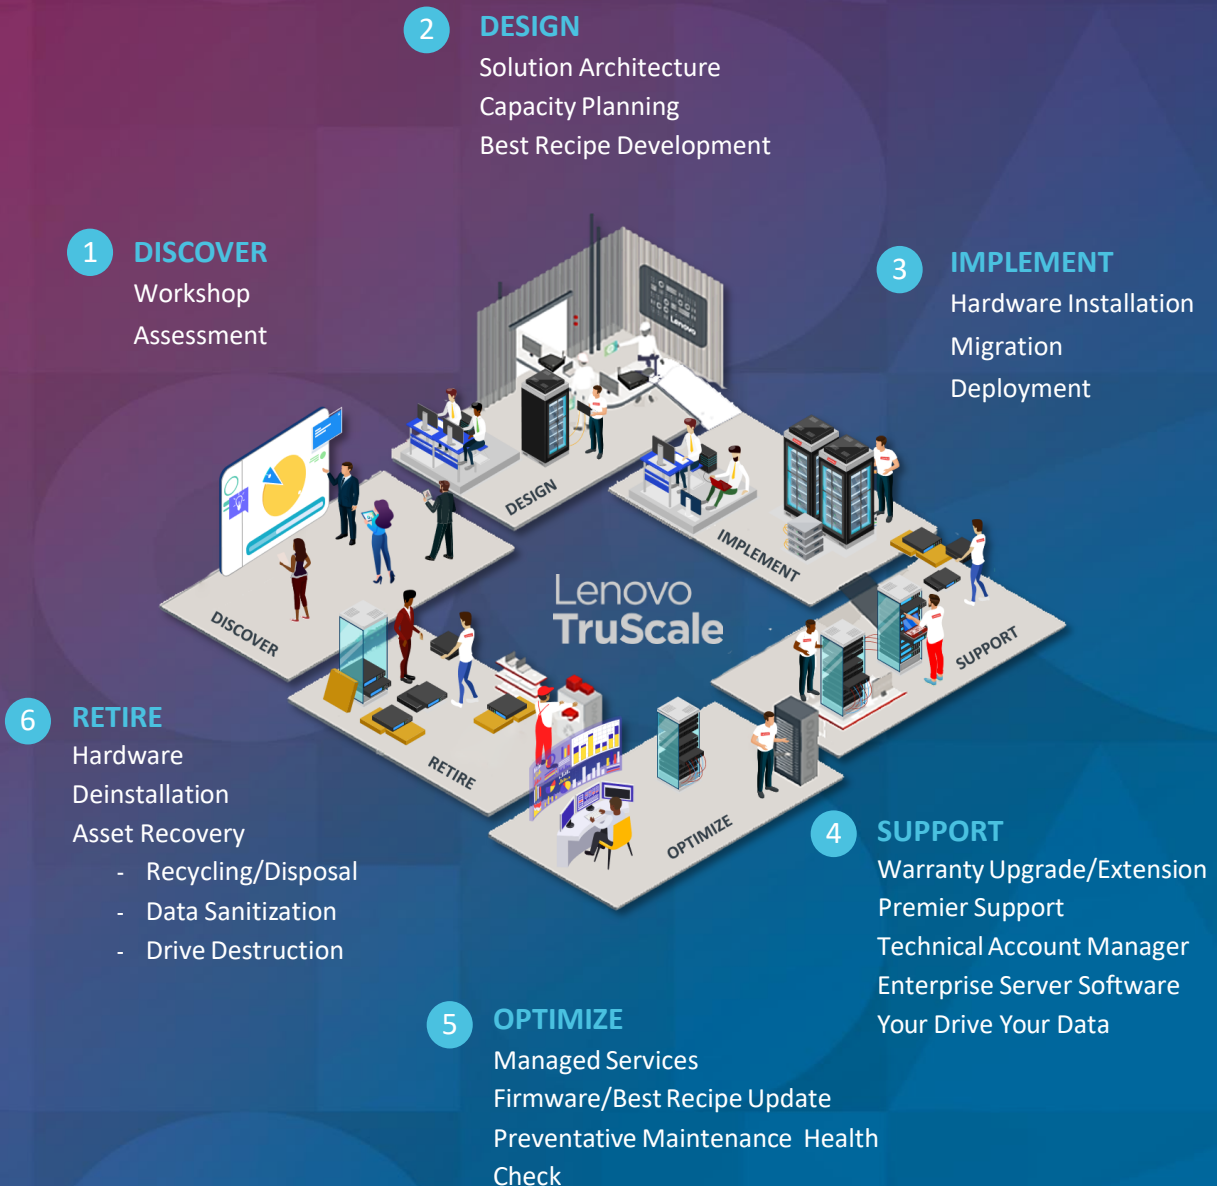 2 DESIGN
Solution Architecture
Capacity Planning
Best Recipe Development
1 DISCOVER
Workshop
Assessment
3 IMPLEMENT
Hardware Installation
Migration
Deployment
Lenovo
DESIGN
IMPLEMENT
DISCOVER
SUPPORT
RETIRE
OPTIMIZE
Lenovo
TruScale
6 RETIRE
Hardware
Deinstallation
Asset Recovery
- Recycling/Disposal
- Data Sanitization
- Drive Destruction
4 SUPPORT
Warranty Upgrade/Extension
Premier Support
Technical Account Manager
Enterprise Server Software
Your Drive Your Data
5 OPTIMIZE
Managed Services
Firmware/Best Recipe Update
Preventative Maintenance Health
Check